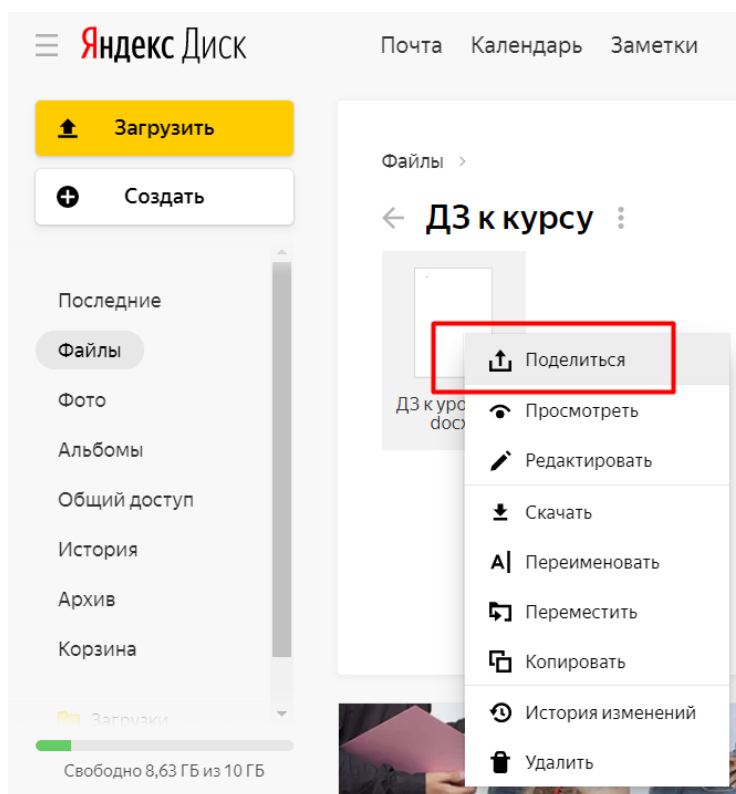 Яндекс Диск
Почта Календарь Заметки
Загрузить
Создать
Файлы >
ДЗ к курсу
Последние
Файлы
Фото
Альбомы
Общий доступ
История
Архив
Корзина
Загрузки
Свободно 8,63 ГБ из 10 ГБ
ДЗ к
Поделиться
Просмотреть
Редактировать
Скачать
Переименовать
Переместить
Копировать
История изменений
Удалить